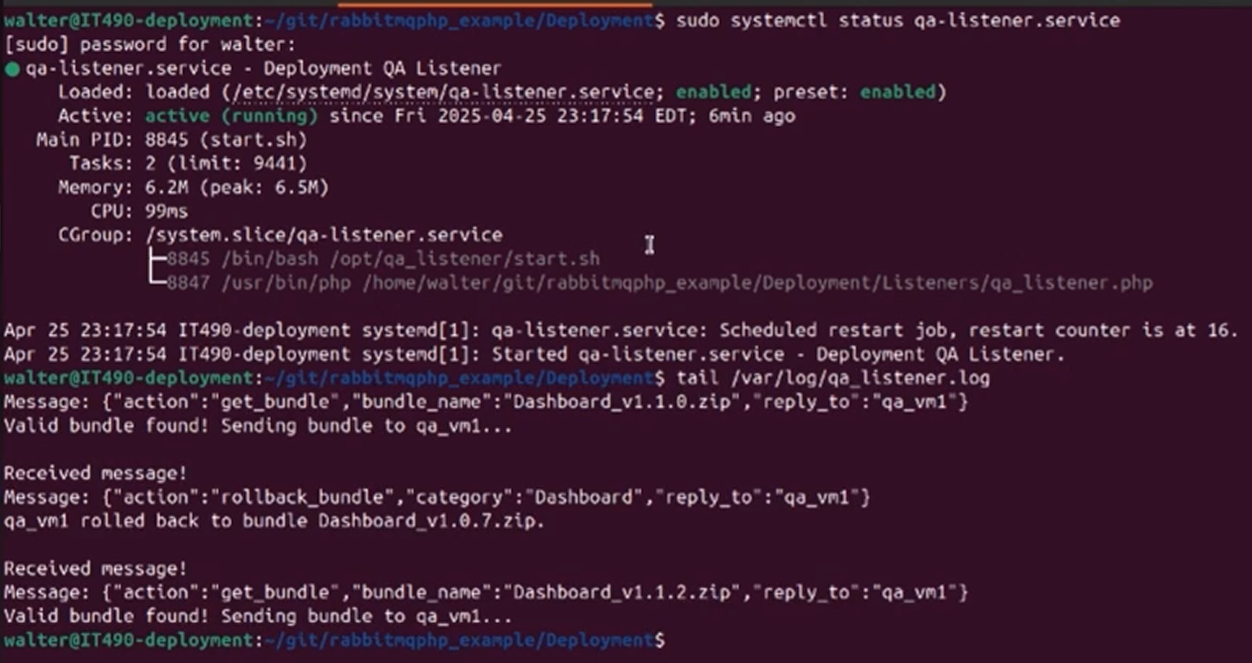 walter@IT490-deployment:~/git/rabbitmqphp_example/Deployment$ sudo systemctl status qa-listener.service
[sudo] password for walter:
● qa-listener.service - Deployment QA Listener
Loaded: loaded (/etc/systemd/system/qa-listener.service; enabled; preset: enabled)
Active: active (running) since Fri 2025-04-25 23:17:54 EDT; 6min ago
Main PID: 8845 (start.sh)
Tasks: 2 (limit: 9441)
Memory: 6.2M (peak: 6.5M)
CPU: 99ms
CGroup: /system.slice/qa-listener.service
├─8845 /bin/bash /opt/qa_listener/start.sh
└─8847 /usr/bin/php /home/walter/git/rabbitmqphp_example/Deployment/Listeners/qa_listener.php
Apr 25 23:17:54 IT490-deployment systemd[1]: qa-listener.service: Scheduled restart job, restart counter is at 16.
Apr 25 23:17:54 IT490-deployment systemd[1]: Started qa-listener.service - Deployment QA Listener.
walter@IT490-deployment:~/git/rabbitmqphp_example/Deployment$ tail /var/log/qa_listener.log
Message: {"action":"get_bundle","bundle_name":"Dashboard_v1.1.0.zip","reply_to":"qa_vm1"}
Valid bundle found! Sending bundle to qa_vm1...
Received message!
Message: {"action":"rollback_bundle","category":"Dashboard","reply_to":"qa_vm1"}
qa_vm1 rolled back to bundle Dashboard_v1.0.7.zip.
Received message!
Message: {"action":"get_bundle","bundle_name":"Dashboard_v1.1.2.zip","reply_to":"qa_vm1"}
Valid bundle found! Sending bundle to qa_vm1...
walter@IT490-deployment:~/git/rabbitmqphp_example/Deployment$